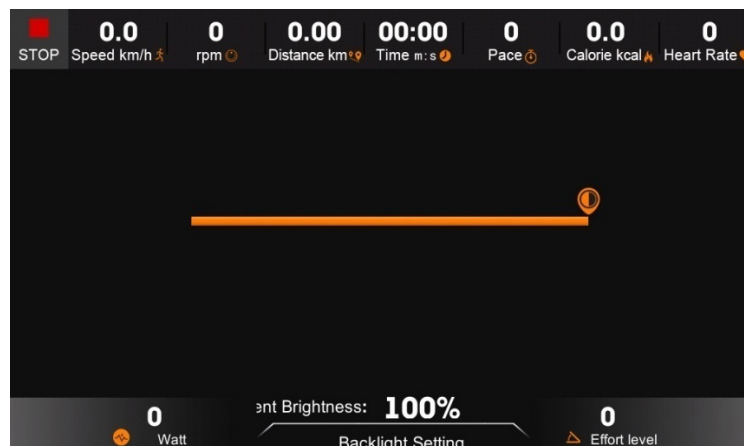 0.0 0 0.00 00:00 0 0.0 0
STOP Speed km/h rpm Distance km Time m:s Pace Calorie kcal Heart Rate
0 Brightness: 100% 0
Watt Backlight Setting Effort level